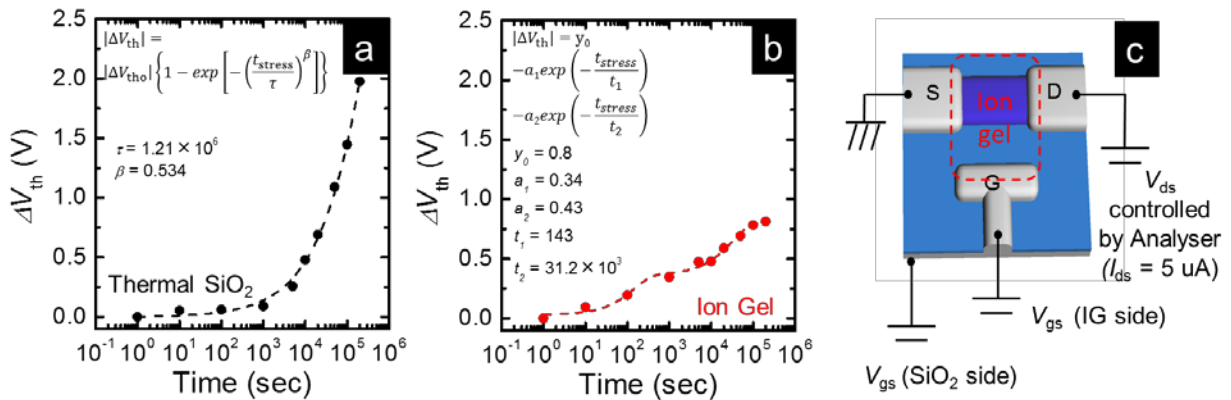 a
|ΔVth| =
|ΔVtho| { 1 − exp [ −(tstress/τ)^β ] }
τ = 1.21 × 10^6
β = 0.534
Thermal SiO2
ΔVth (V)
2.5
2.0
1.5
1.0
0.5
0.0
10^-1 10^0 10^1 10^2 10^3 10^4 10^5 10^6
Time (sec)
b
|ΔVth| = y0
−a1exp (−tstress/t1)
−a2exp (−tstress/t2)
y0 = 0.8
a1 = 0.34
a2 = 0.43
t1 = 143
t2 = 31.2 × 10^3
Ion Gel
ΔVth (V)
2.5
2.0
1.5
1.0
0.5
0.0
10^-1 10^0 10^1 10^2 10^3 10^4 10^5 10^6
Time (sec)
c
S
Ion
gel
D
G
Vds
controlled
by Analyser
(Ids = 5 uA)
Vgs (IG side)
Vgs (SiO2 side)